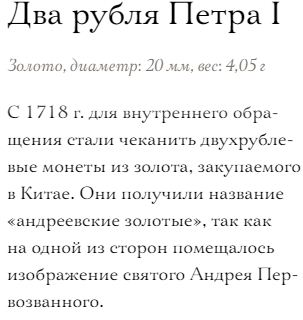 Два рубля Петра I
Золото, диаметр: 20 мм, вес: 4,05 г
С 1718 г. для внутреннего обра-
щения стали чеканить двухрубле-
вые монеты из золота, закупаемого
в Китае. Они получили название
«андреевские золотые», так как
на одной из сторон помещалось
изображение святого Андрея Пер-
возванного.